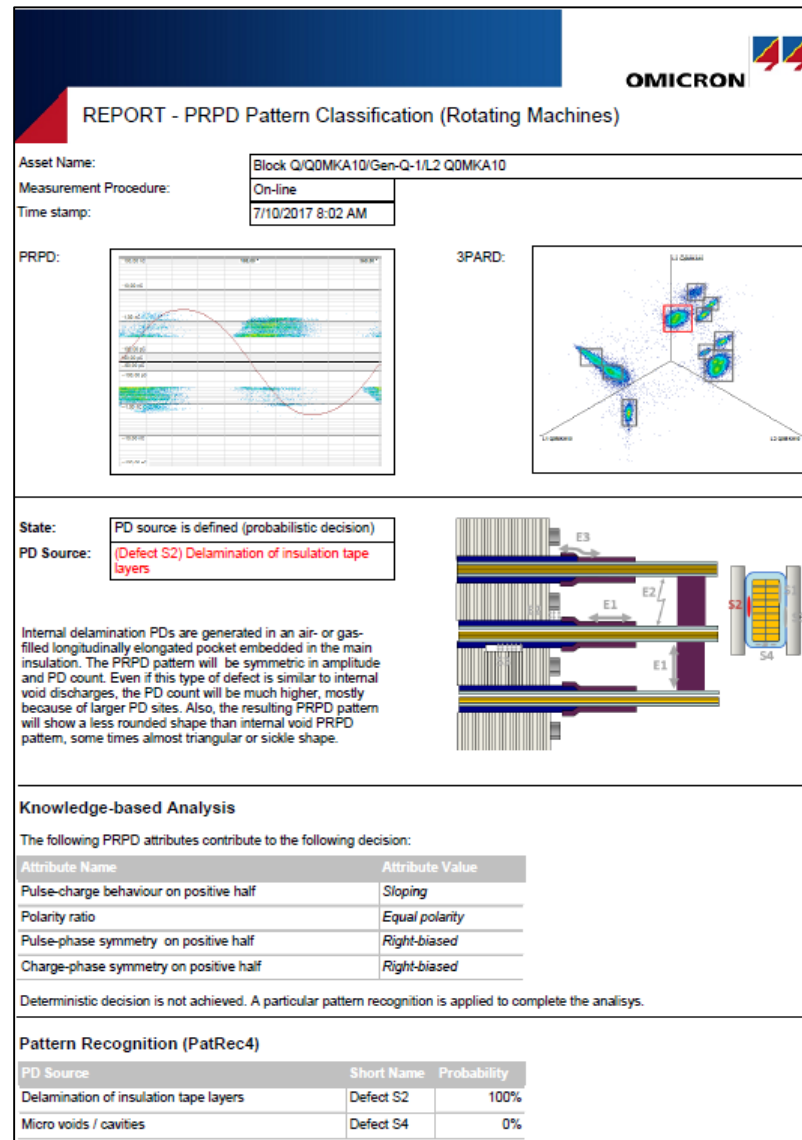 OMICRON
REPORT - PRPD Pattern Classification (Rotating Machines)
Asset Name: Block Q/Q0MKA10/Gen-Q-1/L2 Q0MKA10
Measurement Procedure: On-line
Time stamp: 7/10/2017 8:02 AM
PRPD: 3PARD:
State: PD source is defined (probabilistic decision)
PD Source: (Defect S2) Delamination of insulation tape
layers
E3
E2
E1
S2
E1
S4
Internal delamination PDs are generated in an air- or gas-
filled longitudinally elongated pocket embedded in the main
insulation. The PRPD pattern will be symmetric in amplitude
and PD count. Even if this type of defect is similar to internal
void discharges, the PD count will be much higher, mostly
because of larger PD sites. Also, the resulting PRPD pattern
will show a less rounded shape than internal void PRPD
pattern, some times almost triangular or sickle shape.
Knowledge-based Analysis
The following PRPD attributes contribute to the following decision:
Attribute Name Attribute Value
Pulse-charge behaviour on positive half Sloping
Polarity ratio Equal polarity
Pulse-phase symmetry on positive half Right-biased
Charge-phase symmetry on positive half Right-biased
Deterministic decision is not achieved. A particular pattern recognition is applied to complete the analisys.
Pattern Recognition (PatRec4)
PD Source Short Name Probability
Delamination of insulation tape layers Defect S2 100%
Micro voids / cavities Defect S4 0%